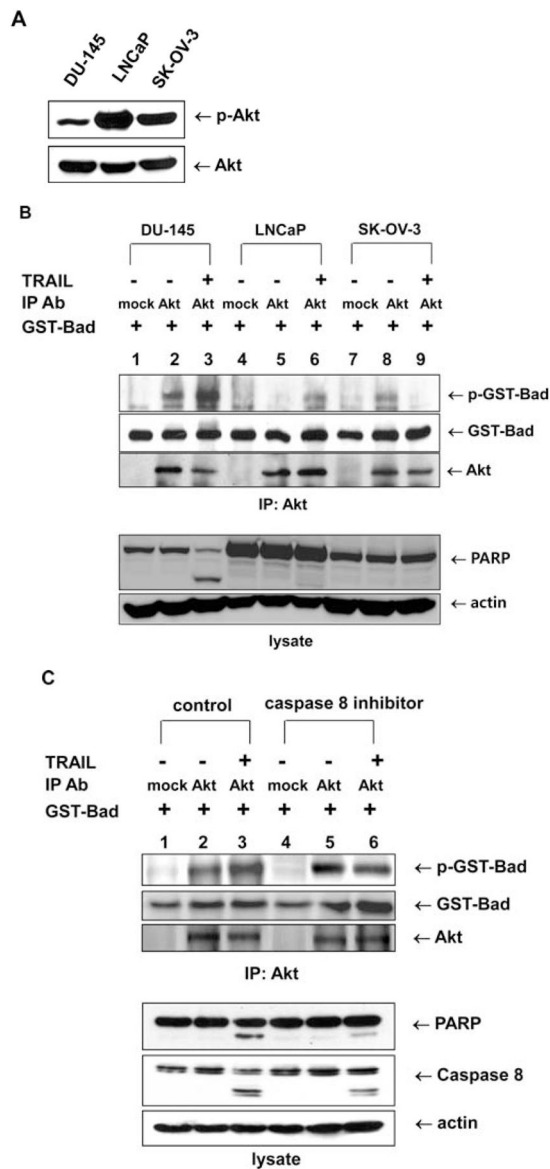 A
DU-145 LNCaP SK-OV-3
← p-Akt
← Akt
B
DU-145 LNCaP SK-OV-3
TRAIL - - + - + - +
IP Ab mock Akt Akt mock Akt Akt mock Akt Akt
GST-Bad + + + + + + + + +
1 2 3 4 5 6 7 8 9
← p-GST-Bad
← GST-Bad
← Akt
IP: Akt
← PARP
← actin
lysate
C
control caspase 8 inhibitor
TRAIL - - + - - +
IP Ab mock Akt Akt mock Akt Akt
GST-Bad + + + + + +
1 2 3 4 5 6
← p-GST-Bad
← GST-Bad
← Akt
IP: Akt
← PARP
← Caspase 8
← actin
lysate